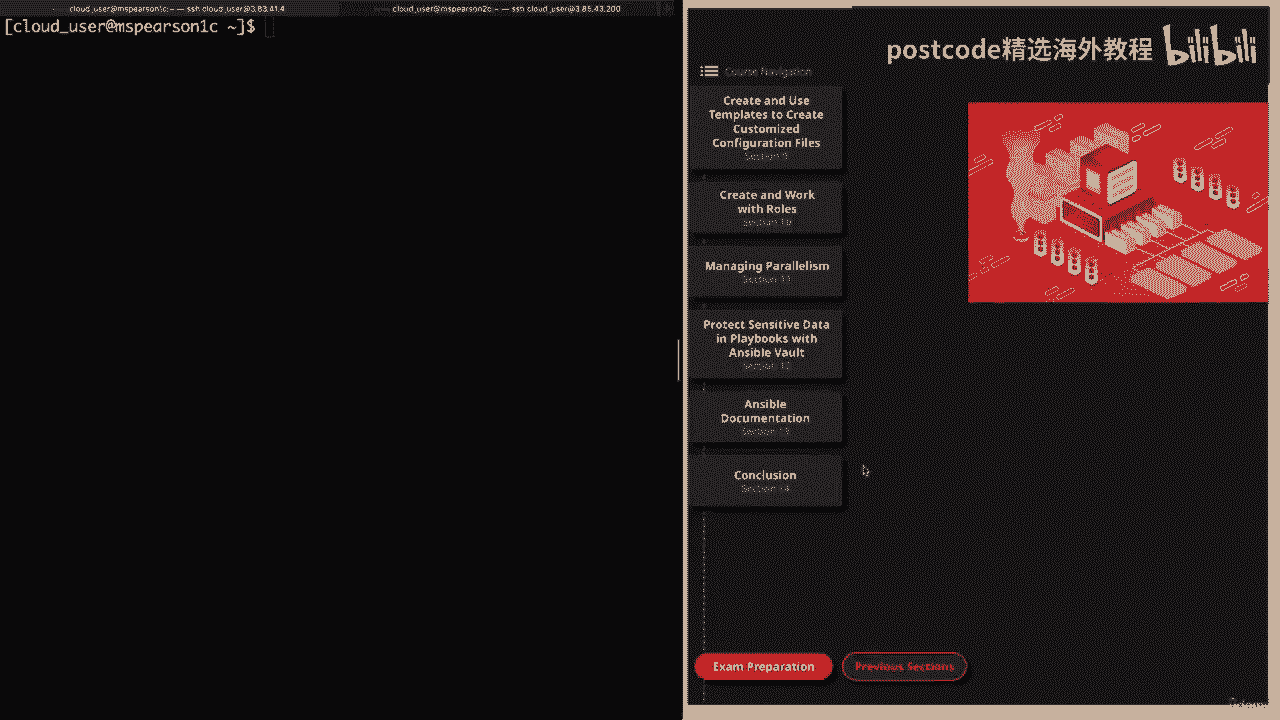 cloud_user@mspearson1c:~ — ssh cloud_user@3.83.41.4
cloud_user@mspearson2c:~ — ssh cloud_user@3.85.43.200
[cloud_user@mspearson1c ~]$
postcode精选海外教程 bilibili
Course Navigation
Create and Use
Templates to Create
Customized
Configuration Files
Section 9
Create and Work
with Roles
Section 10
Managing Parallelism
Section 11
Protect Sensitive Data
in Playbooks with
Ansible Vault
Section 12
Ansible
Documentation
Section 13
Conclusion
Section 14
Exam Preparation
Previous Sections